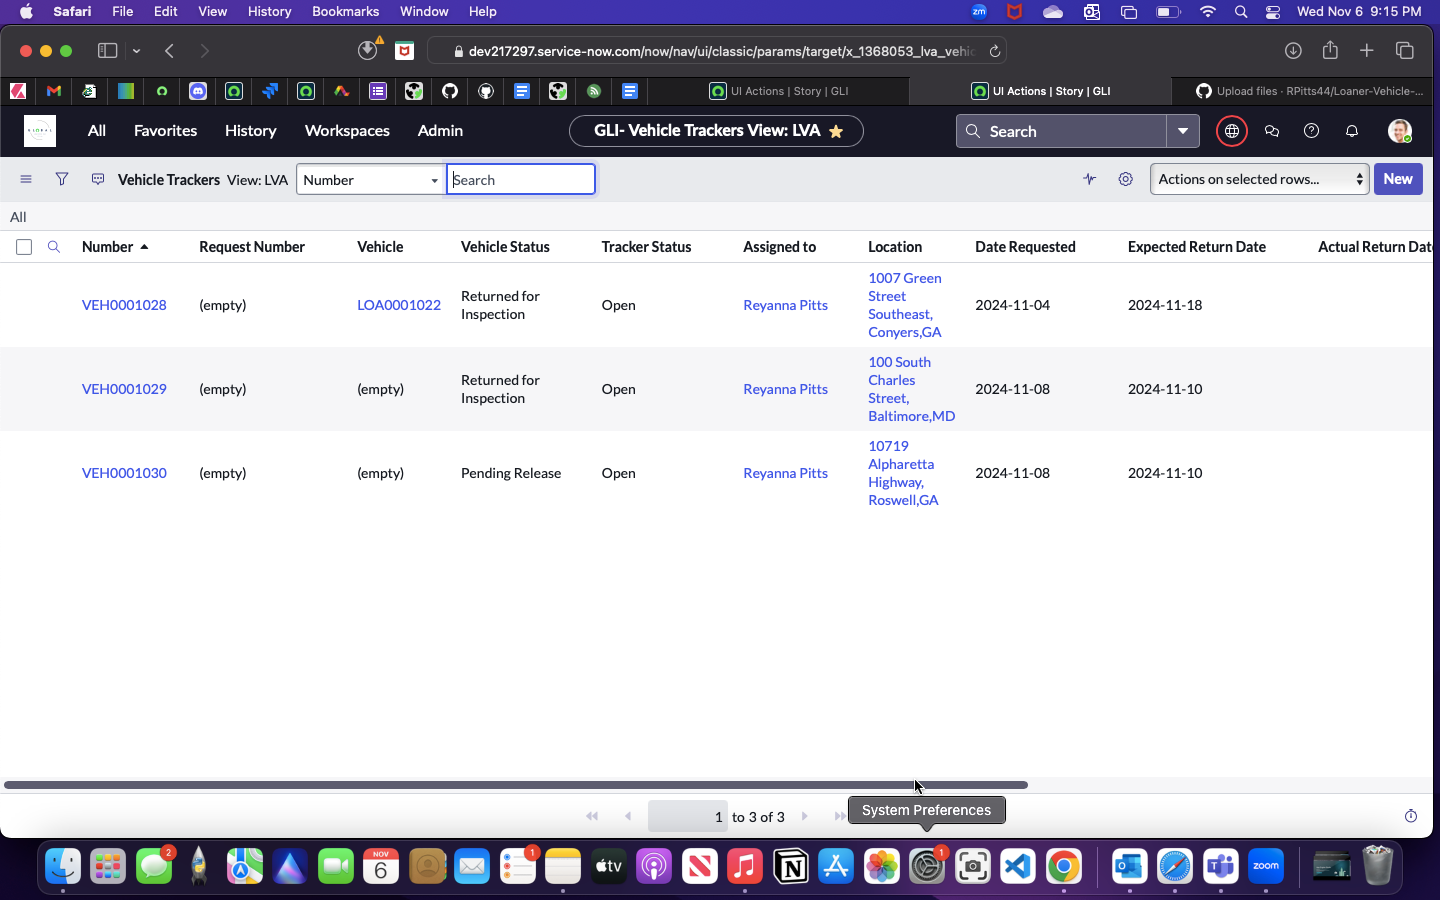 Safari File Edit View History Bookmarks Window Help
zm
Wed Nov 6 9:15 PM
dev217297.service-now.com/now/nav/ui/classic/params/target/x_1368053_lva_vehic
UI Actions | Story | GLI
UI Actions | Story | GLI
Upload files · RPitts44/Loaner-Vehicle-...
GLOBAL
All Favorites History Workspaces Admin
GLI- Vehicle Trackers View: LVA
Search
Vehicle Trackers View: LVA
Number
Search
Actions on selected rows...
New
All
Number Request Number Vehicle Vehicle Status Tracker Status Assigned to Location Date Requested Expected Return Date Actual Return Dat
VEH0001028 (empty) LOA0001022 Returned for Inspection Open Reyanna Pitts 1007 Green Street Southeast, Conyers,GA 2024-11-04 2024-11-18
VEH0001029 (empty) (empty) Returned for Inspection Open Reyanna Pitts 100 South Charles Street, Baltimore,MD 2024-11-08 2024-11-10
VEH0001030 (empty) (empty) Pending Release Open Reyanna Pitts 10719 Alpharetta Highway, Roswell,GA 2024-11-08 2024-11-10
1 to 3 of 3
System Preferences
2
NOV
6
1
tv
1
zoom